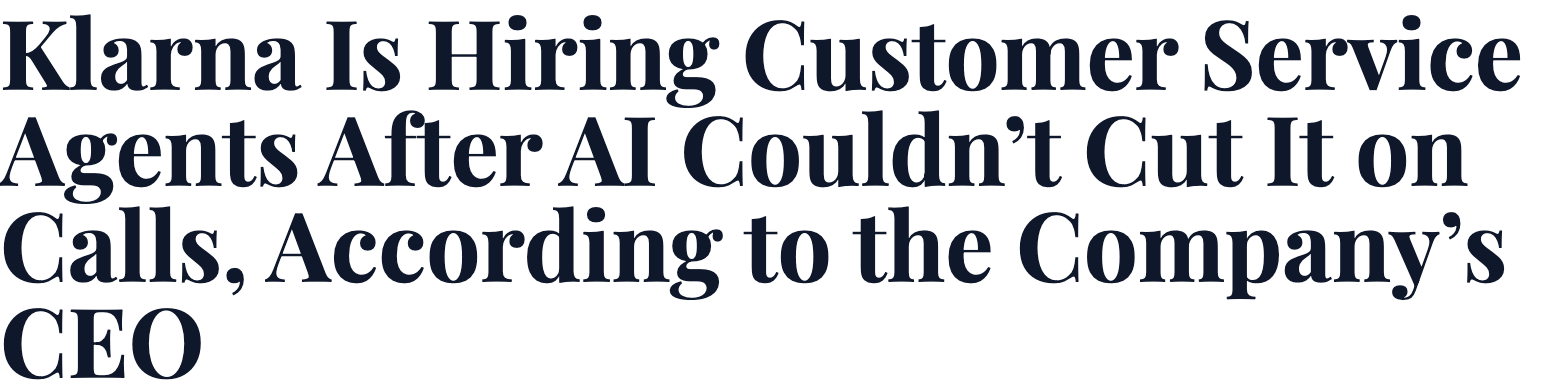 Klarna Is Hiring Customer Service
Agents After AI Couldn’t Cut It on
Calls, According to the Company’s
CEO